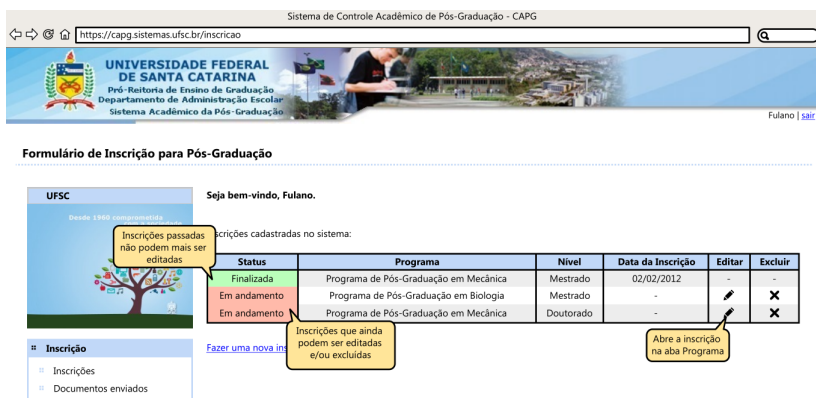 Sistema de Controle Acadêmico de Pós-Graduação - CAPG
https://capg.sistemas.ufsc.br/inscricao
UNIVERSIDADE FEDERAL
DE SANTA CATARINA
Pró-Reitoria de Ensino de Graduação
Departamento de Administração Escolar
Sistema Acadêmico da Pós-Graduação
Fulano | sair
Formulário de Inscrição para Pós-Graduação
UFSC
Desde 1960 comprometida
com a sociedade
Inscrições passadas
não podem mais ser
editadas
Seja bem-vindo, Fulano.
scrições cadastradas no sistema:
Status Programa Nível Data da Inscrição Editar Excluir
Finalizada Programa de Pós-Graduação em Mecânica Mestrado 02/02/2012 - -
Em andamento Programa de Pós-Graduação em Biologia Mestrado -
Em andamento Programa de Pós-Graduação em Mecânica Doutorado -
Inscrições que ainda
podem ser editadas
e/ou excluídas
Abre a inscrição
na aba Programa
Fazer uma nova ins
Inscrição
Inscrições
Documentos enviados